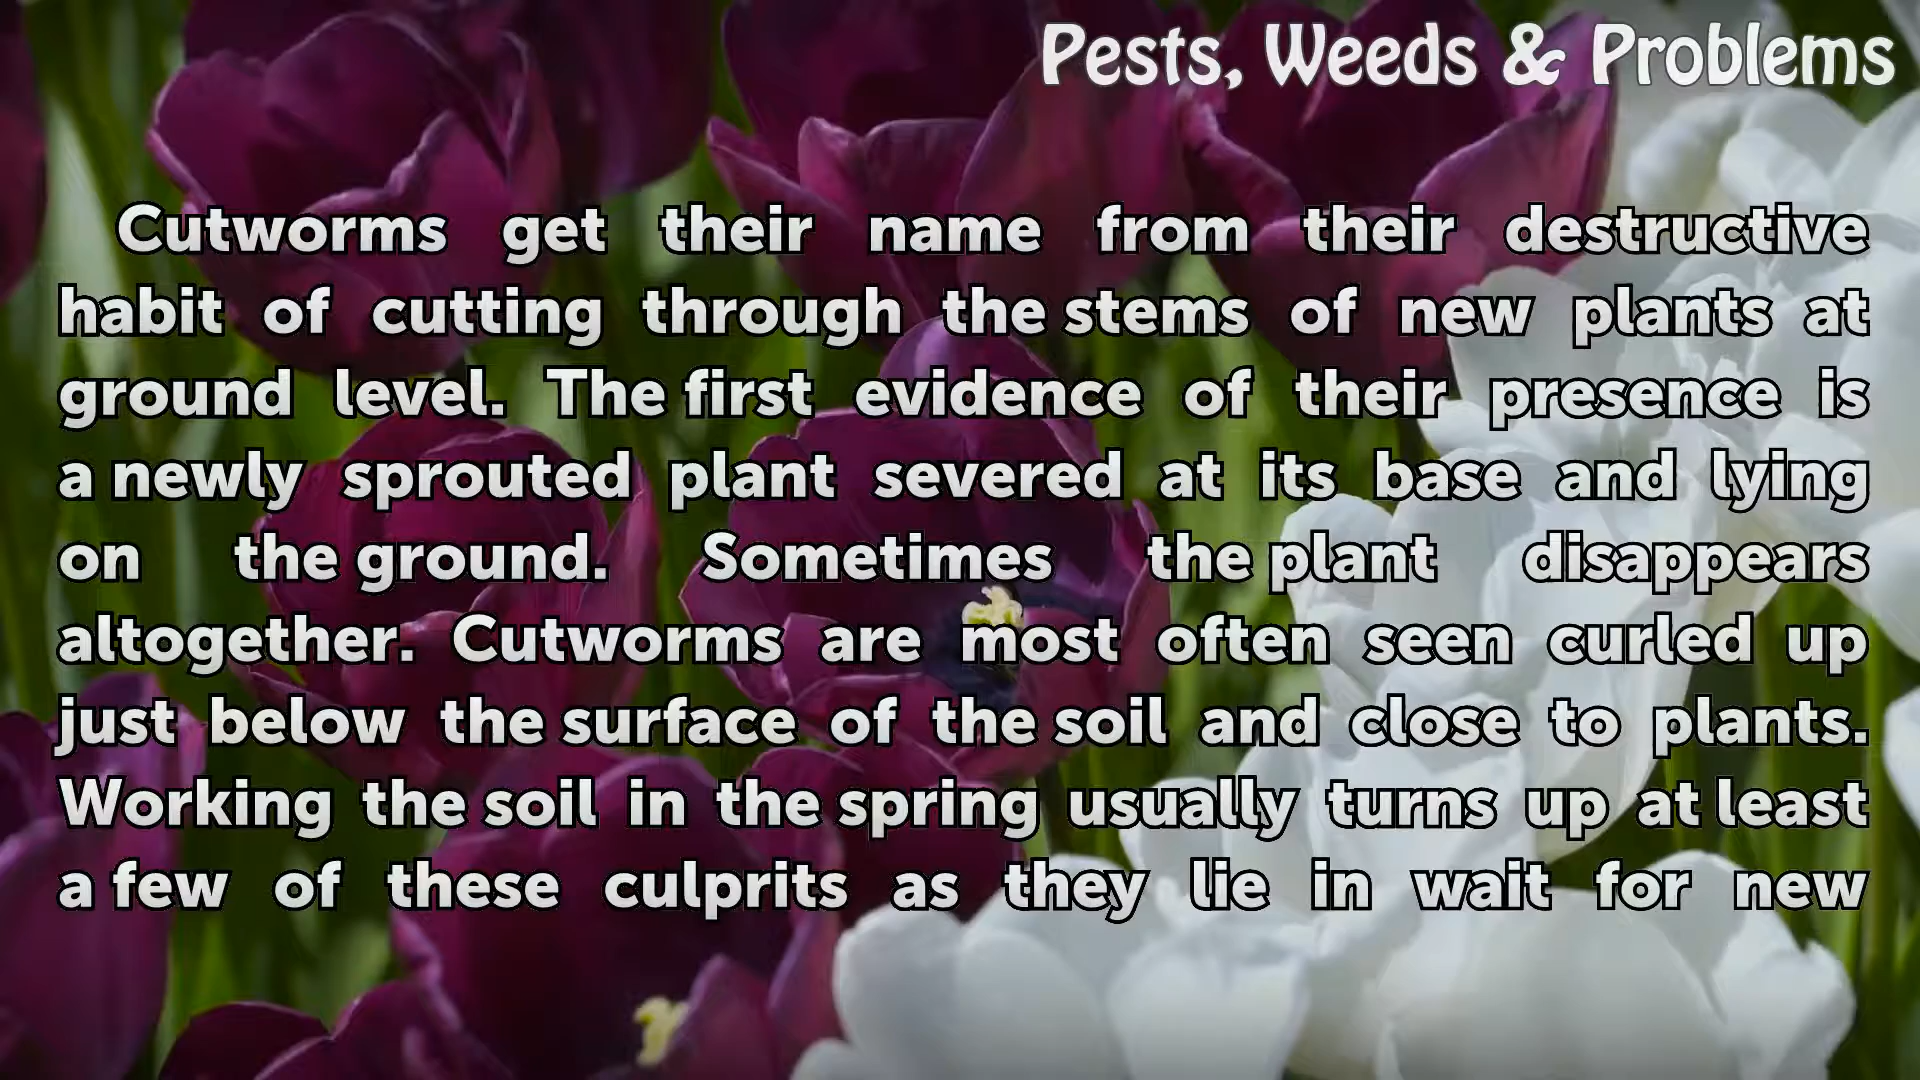 Pests, Weeds & Problems
Cutworms get their name from their destructive
habit of cutting through the stems of new plants at
ground level. The first evidence of their presence is
a newly sprouted plant severed at its base and lying
on the ground. Sometimes the plant disappears
altogether. Cutworms are most often seen curled up
just below the surface of the soil and close to plants.
Working the soil in the spring usually turns up at least
a few of these culprits as they lie in wait for new